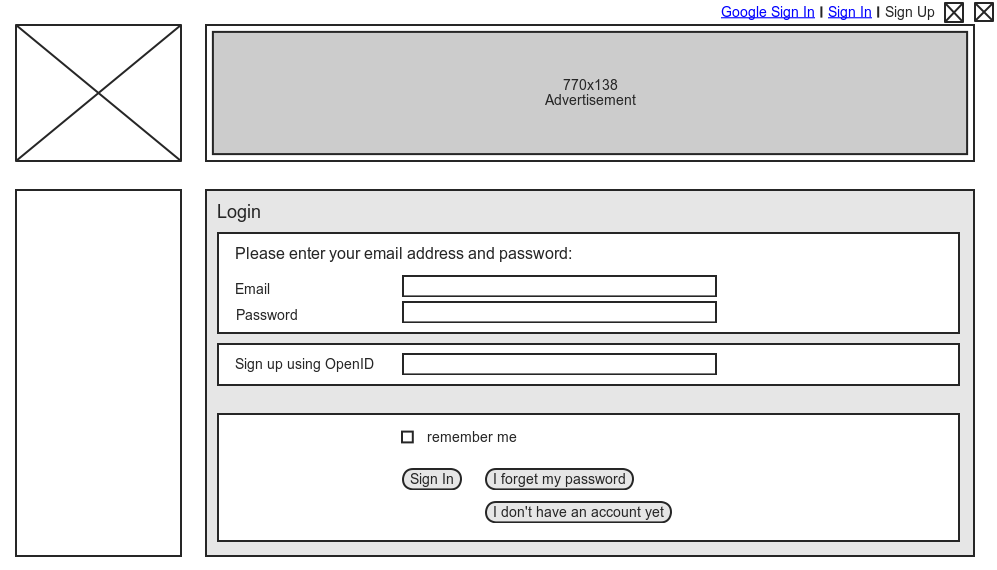 Google Sign In I Sign In I Sign Up
770x138
Advertisement
Login
Please enter your email address and password:
Email
Password
Sign up using OpenID
remember me
Sign In I forget my password
I don't have an account yet